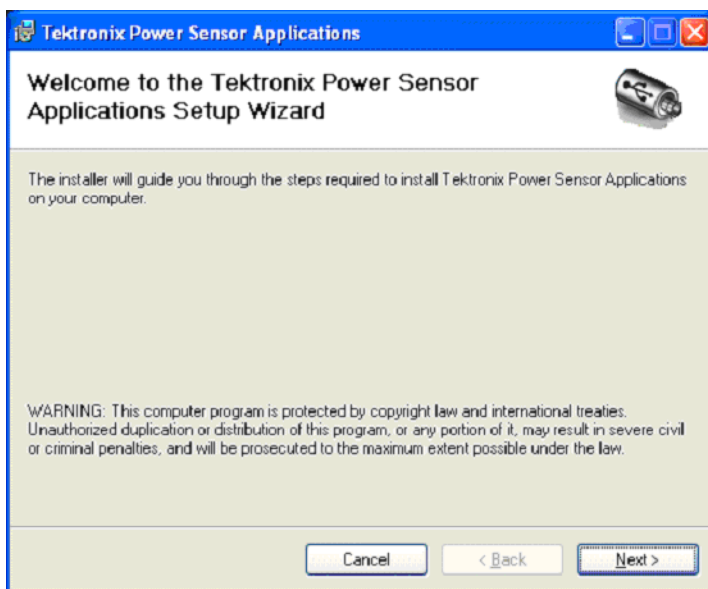 Tektronix Power Sensor Applications
Welcome to the Tektronix Power Sensor
Applications Setup Wizard
The installer will guide you through the steps required to install Tektronix Power Sensor Applications
on your computer.
WARNING: This computer program is protected by copyright law and international treaties.
Unauthorized duplication or distribution of this program, or any portion of it, may result in severe civil
or criminal penalties, and will be prosecuted to the maximum extent possible under the law.
Cancel
< Back
Next >